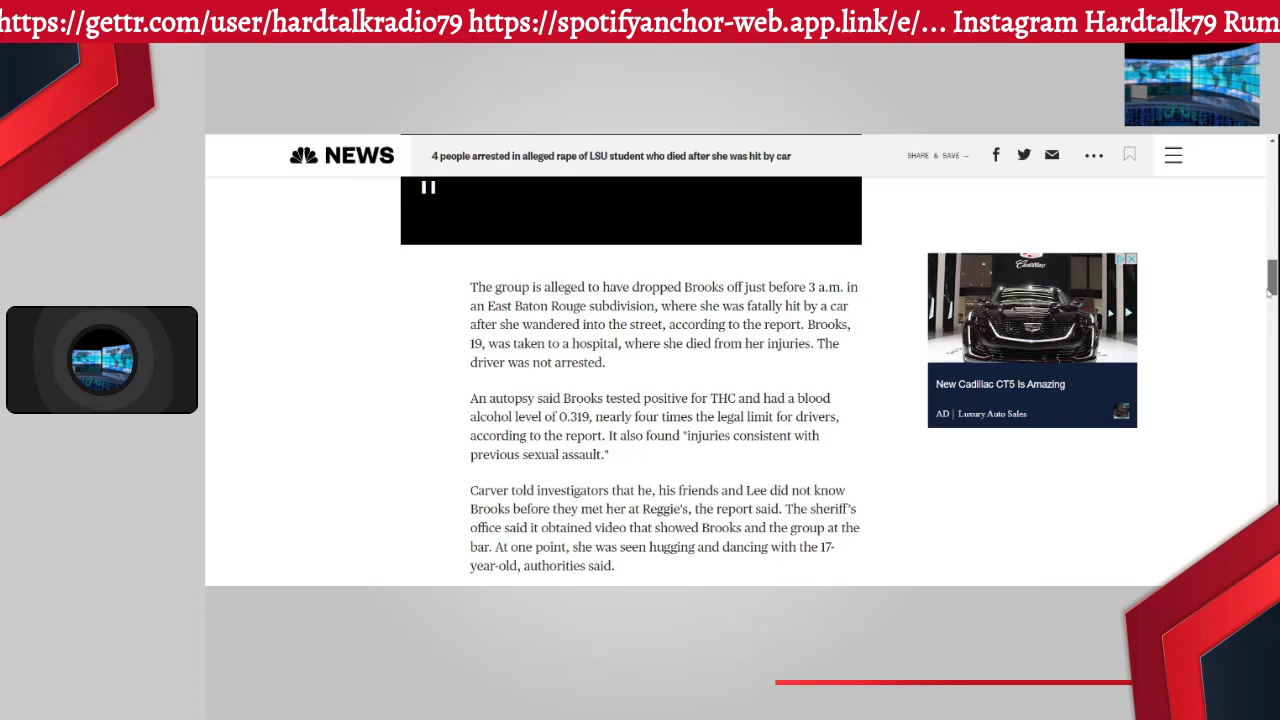 https://gettr.com/user/hardtalkradio79 https://spotifyanchor-web.app.link/e/... Instagram Hardtalk79 Rum
NEWS
4 people arrested in alleged rape of LSU student who died after she was hit by car
SHARE & SAVE —
The group is alleged to have dropped Brooks off just before 3 a.m. in
an East Baton Rouge subdivision, where she was fatally hit by a car
after she wandered into the street, according to the report. Brooks,
19, was taken to a hospital, where she died from her injuries. The
driver was not arrested.
An autopsy said Brooks tested positive for THC and had a blood
alcohol level of 0.319, nearly four times the legal limit for drivers,
according to the report. It also found "injuries consistent with
previous sexual assault."
Carver told investigators that he, his friends and Lee did not know
Brooks before they met her at Reggie's, the report said. The sheriff's
office said it obtained video that showed Brooks and the group at the
bar. At one point, she was seen hugging and dancing with the 17-
year-old, authorities said.
Cadillac
New Cadillac CT5 Is Amazing
AD | Luxury Auto Sales